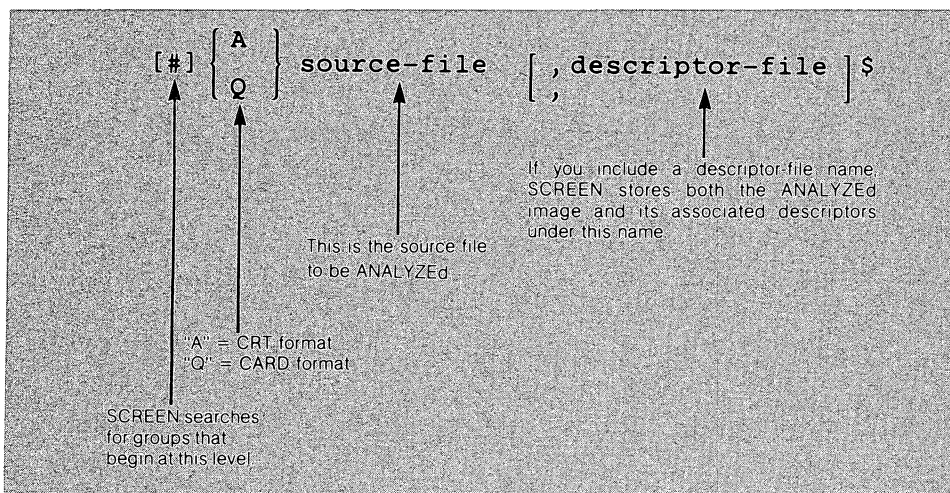 [#] { A
Q } source-file [ , descriptor-file
, ] $
If you include a descriptor-file name,
SCREEN stores both the ANALYZEd
image and its associated descriptors
under this name.
This is the source file
to be ANALYZEd.
"A" = CRT format
"Q" = CARD format
SCREEN searches
for groups that
begin at this level.